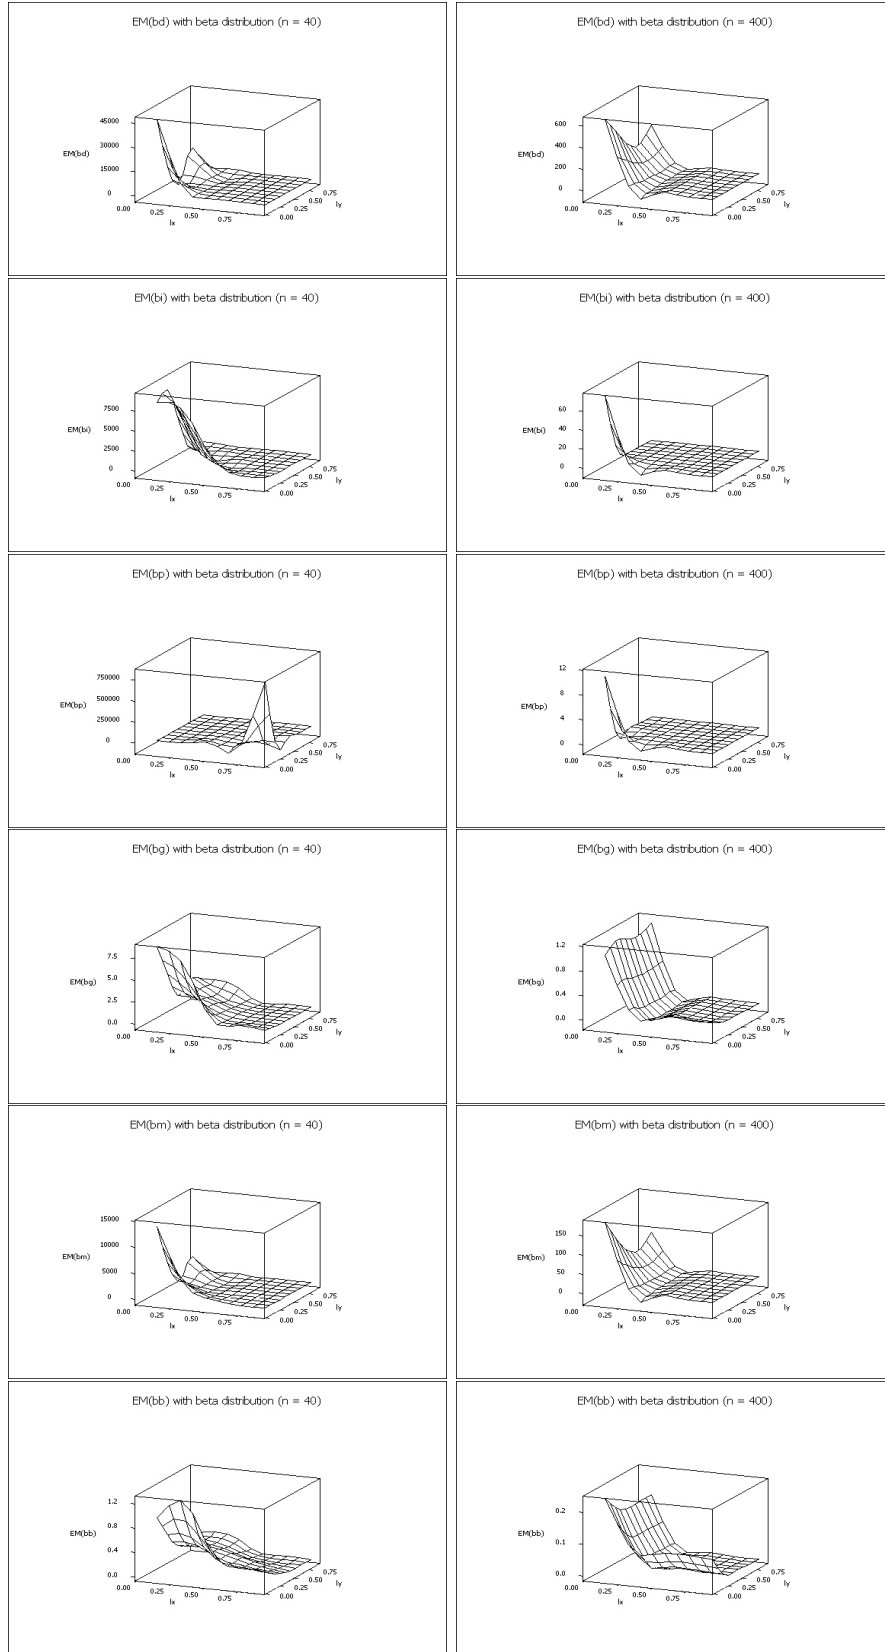 EM(bd) with beta distribution (n = 40)
45000
30000
EM(bd)
15000
0
0.00
0.25
lx
0.50
0.75
0.00
0.25
0.50
0.75
ly
EM(bd) with beta distribution (n = 400)
600
400
EM(bd)
200
0
0.00
0.25
lx
0.50
0.75
0.00
0.25
0.50
0.75
ly
EM(bi) with beta distribution (n = 40)
7500
5000
EM(bi)
2500
0
0.00
0.25
lx
0.50
0.75
0.00
0.25
0.50
0.75
ly
EM(bi) with beta distribution (n = 400)
60
40
EM(bi)
20
0
0.00
0.25
lx
0.50
0.75
0.00
0.25
0.50
0.75
ly
EM(bp) with beta distribution (n = 40)
750000
500000
EM(bp)
250000
0
0.00
0.25
lx
0.50
0.75
0.00
0.25
0.50
0.75
ly
EM(bp) with beta distribution (n = 400)
12
8
EM(bp)
4
0
0.00
0.25
lx
0.50
0.75
0.00
0.25
0.50
0.75
ly
EM(bg) with beta distribution (n = 40)
7.5
5.0
EM(bg)
2.5
0.0
0.00
0.25
lx
0.50
0.75
0.00
0.25
0.50
0.75
ly
EM(bg) with beta distribution (n = 400)
1.2
0.8
EM(bg)
0.4
0.0
0.00
0.25
lx
0.50
0.75
0.00
0.25
0.50
0.75
ly
EM(bm) with beta distribution (n = 40)
15000
10000
EM(bm)
5000
0
0.00
0.25
lx
0.50
0.75
0.00
0.25
0.50
0.75
ly
EM(bm) with beta distribution (n = 400)
150
100
EM(bm)
50
0
0.00
0.25
lx
0.50
0.75
0.00
0.25
0.50
0.75
ly
EM(bb) with beta distribution (n = 40)
1.2
0.8
EM(bb)
0.4
0.0
0.00
0.25
lx
0.50
0.75
0.00
0.25
0.50
0.75
ly
EM(bb) with beta distribution (n = 400)
0.2
EM(bb)
0.1
0.0
0.00
0.25
lx
0.50
0.75
0.00
0.25
0.50
0.75
ly